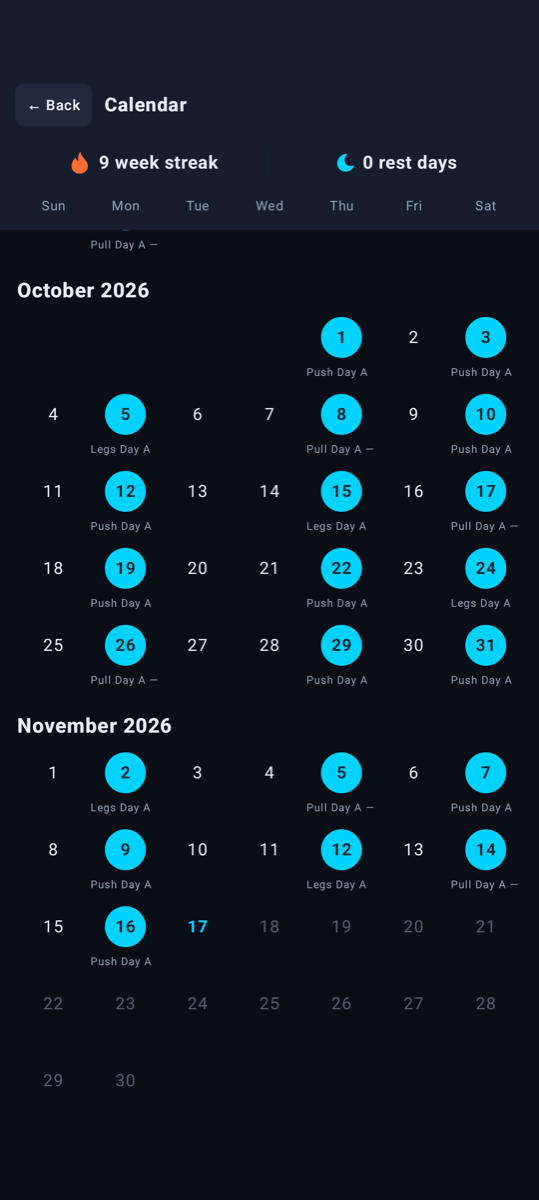 ← Back Calendar
9 week streak 0 rest days
Sun Mon Tue Wed Thu Fri Sat
Pull Day A —
October 2026
1 2 3
Push Day A Push Day A
4 5 6 7 8 9 10
Legs Day A Pull Day A — Push Day A
11 12 13 14 15 16 17
Push Day A Legs Day A Pull Day A —
18 19 20 21 22 23 24
Push Day A Push Day A Legs Day A
25 26 27 28 29 30 31
Pull Day A — Push Day A Push Day A
November 2026
1 2 3 4 5 6 7
Legs Day A Pull Day A — Push Day A
8 9 10 11 12 13 14
Push Day A Legs Day A Pull Day A —
15 16 17 18 19 20 21
Push Day A
22 23 24 25 26 27 28
29 30